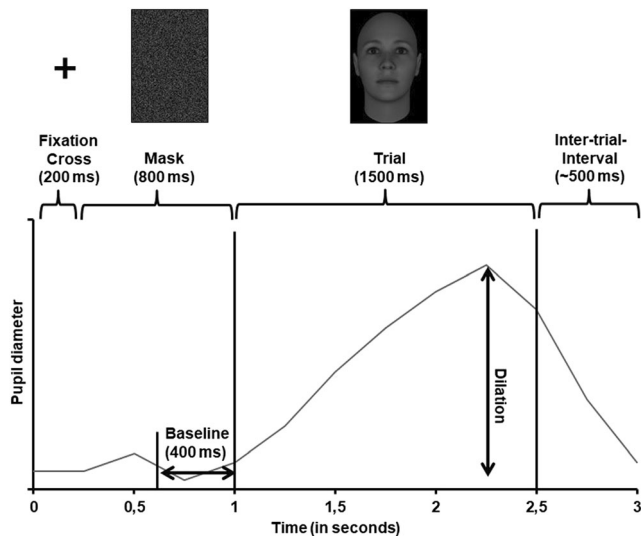 Fixation
Cross
(200 ms)
Mask
(800 ms)
Trial
(1500 ms)
Inter-trial-
Interval
(~500 ms)
Pupil diameter
Baseline
(400 ms)
Dilation
0
0,5
1
1,5
2
2,5
3
Time (in seconds)